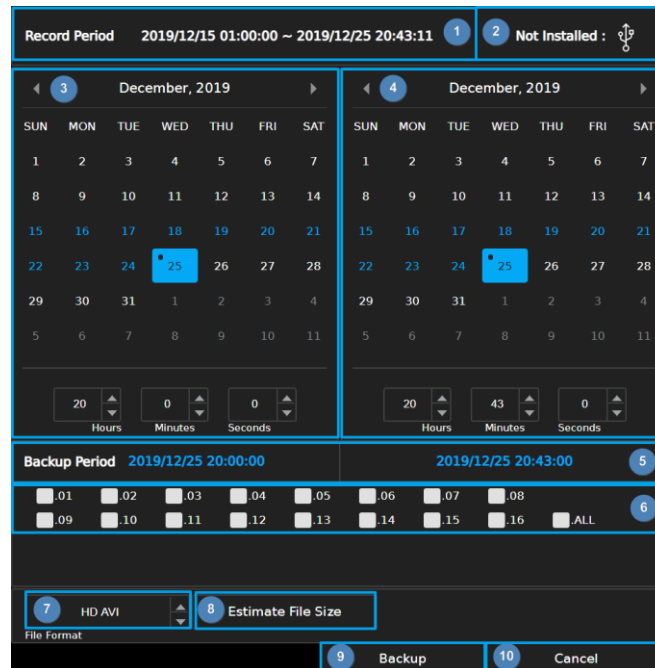 Record Period 2019/12/15 01:00:00 ~ 2019/12/25 20:43:11 1 2 Not Installed :
3 December, 2019
SUN MON TUE WED THU FRI SAT
1 2 3 4 5 6 7
8 9 10 11 12 13 14
15 16 17 18 19 20 21
22 23 24 25 26 27 28
29 30 31 1 2 3 4
5 6 7 8 9 10 11
20 0 0
Hours Minutes Seconds
4 December, 2019
SUN MON TUE WED THU FRI SAT
1 2 3 4 5 6 7
8 9 10 11 12 13 14
15 16 17 18 19 20 21
22 23 24 25 26 27 28
29 30 31 1 2 3 4
5 6 7 8 9 10 11
20 43 0
Hours Minutes Seconds
Backup Period 2019/12/25 20:00:00 2019/12/25 20:43:00 5
.01 .02 .03 .04 .05 .06 .07 .08
.09 .10 .11 .12 .13 .14 .15 .16 .ALL 6
7 HD AVI 8 Estimate File Size
File Format
9 Backup 10 Cancel